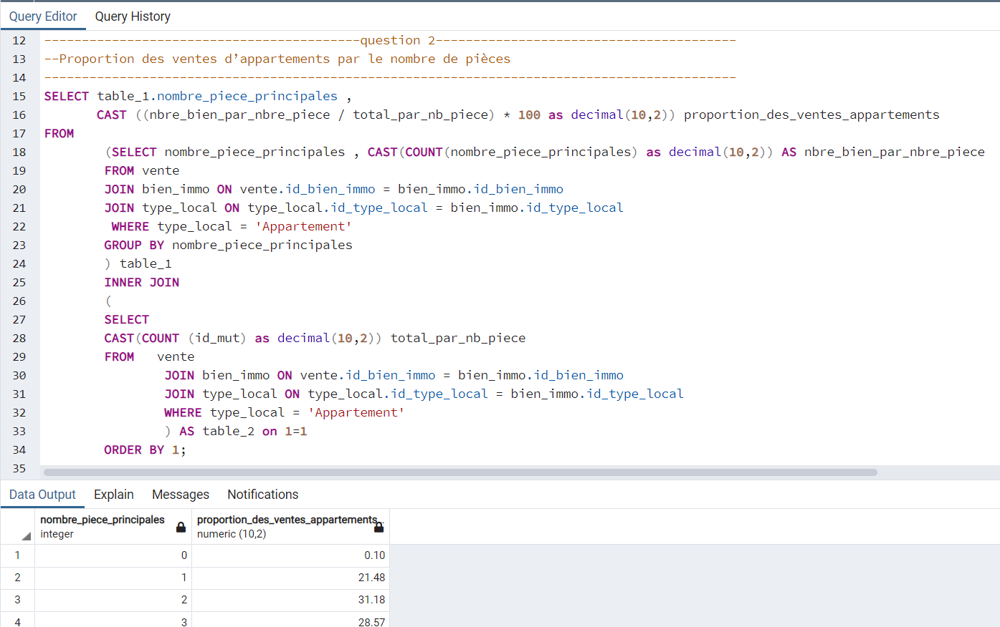 Query Editor Query History
12 ------------------------------------------question 2----------------------------------------
13 --Proportion des ventes d’appartements par le nombre de pièces
14 --------------------------------------------------------------------------------------------
15 SELECT table_1.nombre_piece_principales ,
16 CAST ((nbre_bien_par_nbre_piece / total_par_nb_piece) * 100 as decimal(10,2)) proportion_des_ventes_appartements
17 FROM
18 (SELECT nombre_piece_principales , CAST(COUNT(nombre_piece_principales) as decimal(10,2)) AS nbre_bien_par_nbre_piece
19 FROM vente
20 JOIN bien_immo ON vente.id_bien_immo = bien_immo.id_bien_immo
21 JOIN type_local ON type_local.id_type_local = bien_immo.id_type_local
22 WHERE type_local = 'Appartement'
23 GROUP BY nombre_piece_principales
24 ) table_1
25 INNER JOIN
26 (
27 SELECT
28 CAST(COUNT (id_mut) as decimal(10,2)) total_par_nb_piece
29 FROM vente
30 JOIN bien_immo ON vente.id_bien_immo = bien_immo.id_bien_immo
31 JOIN type_local ON type_local.id_type_local = bien_immo.id_type_local
32 WHERE type_local = 'Appartement'
33 ) AS table_2 on 1=1
34 ORDER BY 1;
35
Data Output Explain Messages Notifications
nombre_piece_principales proportion_des_ventes_appartements..
integer numeric (10,2)
1 0 0.10
2 1 21.48
3 2 31.18
4 3 28.57